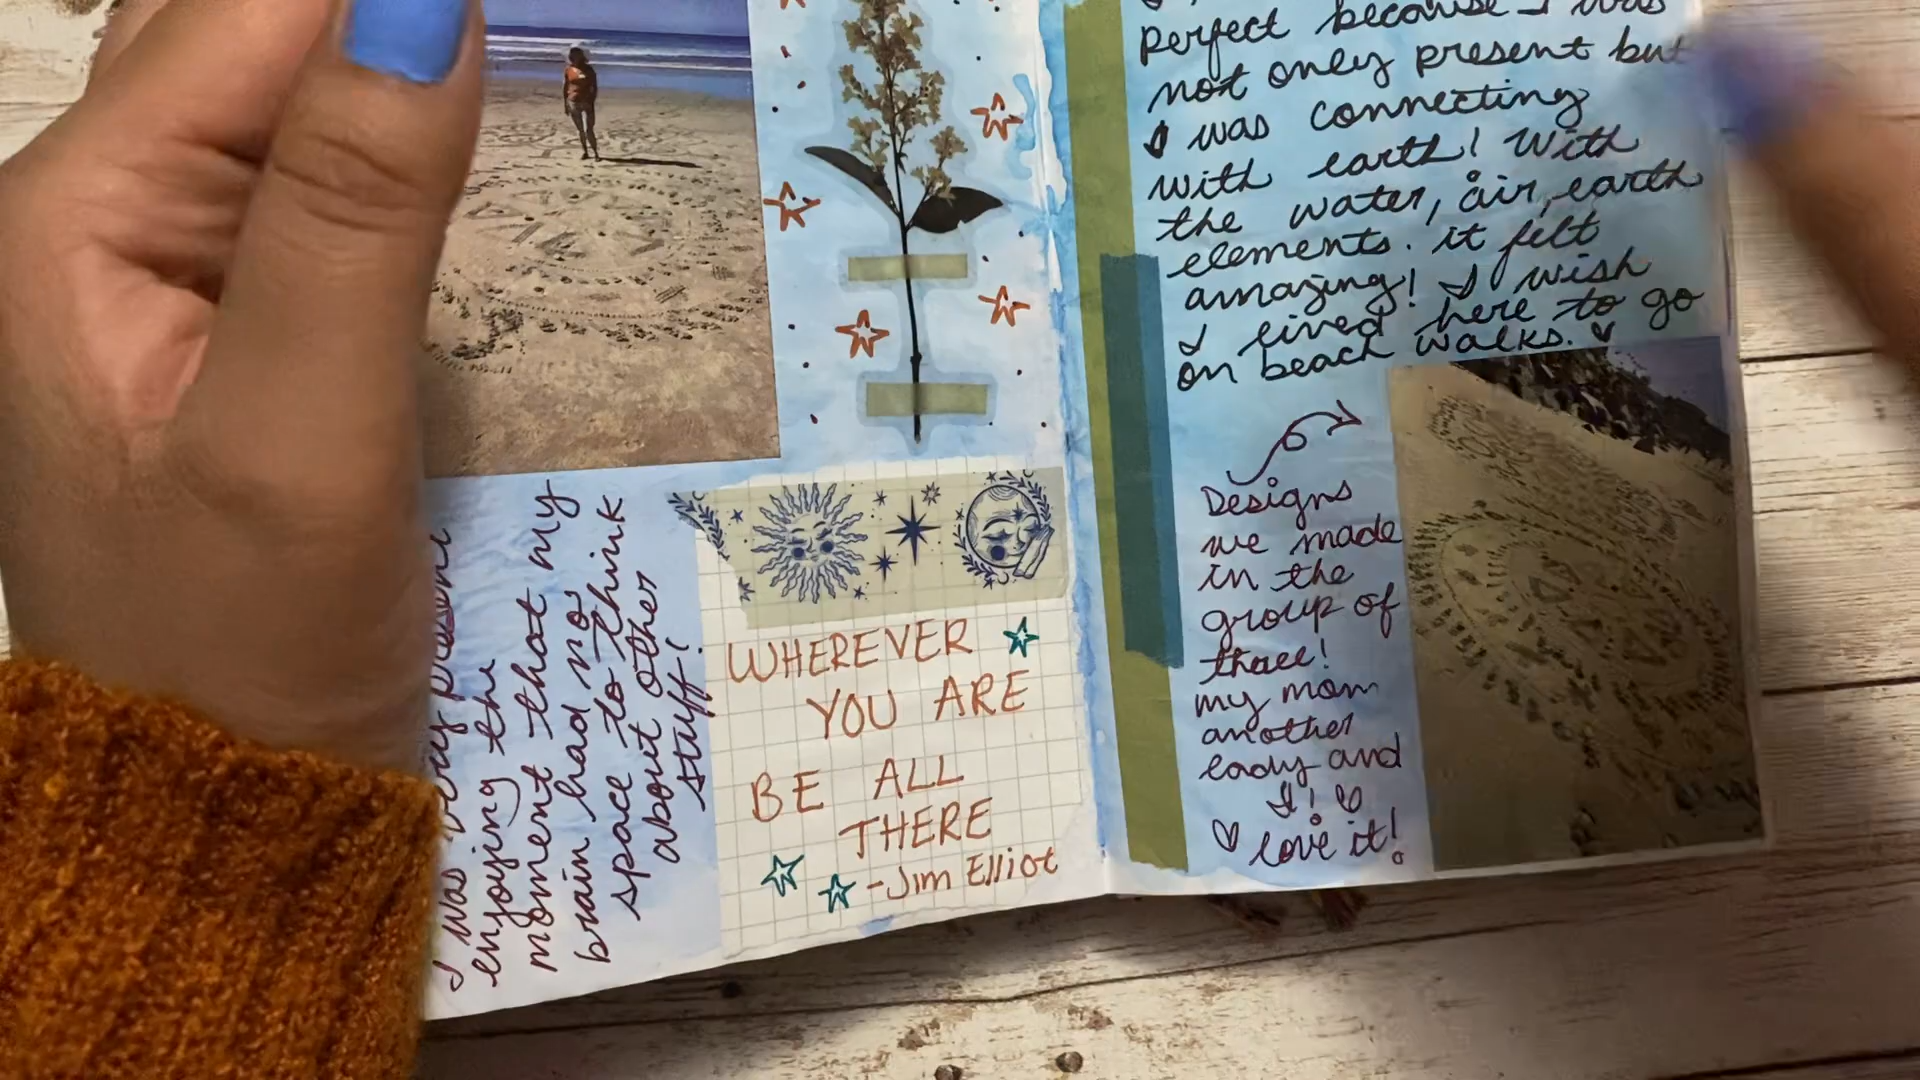 I was very present
enjoying the
moment that my
brain had no
space to think
about other
stuff!
WHEREVER
YOU ARE
BE ALL
THERE
-Jim Elliot
perfect because I was
not only present but
I was connecting
with earth! With
the water, air, earth
elements. it felt
amazing! I wish
I lived here to go
on beach walks.
Designs
we made
in the
group of
three!
my mom
another
lady and
I!
love it!